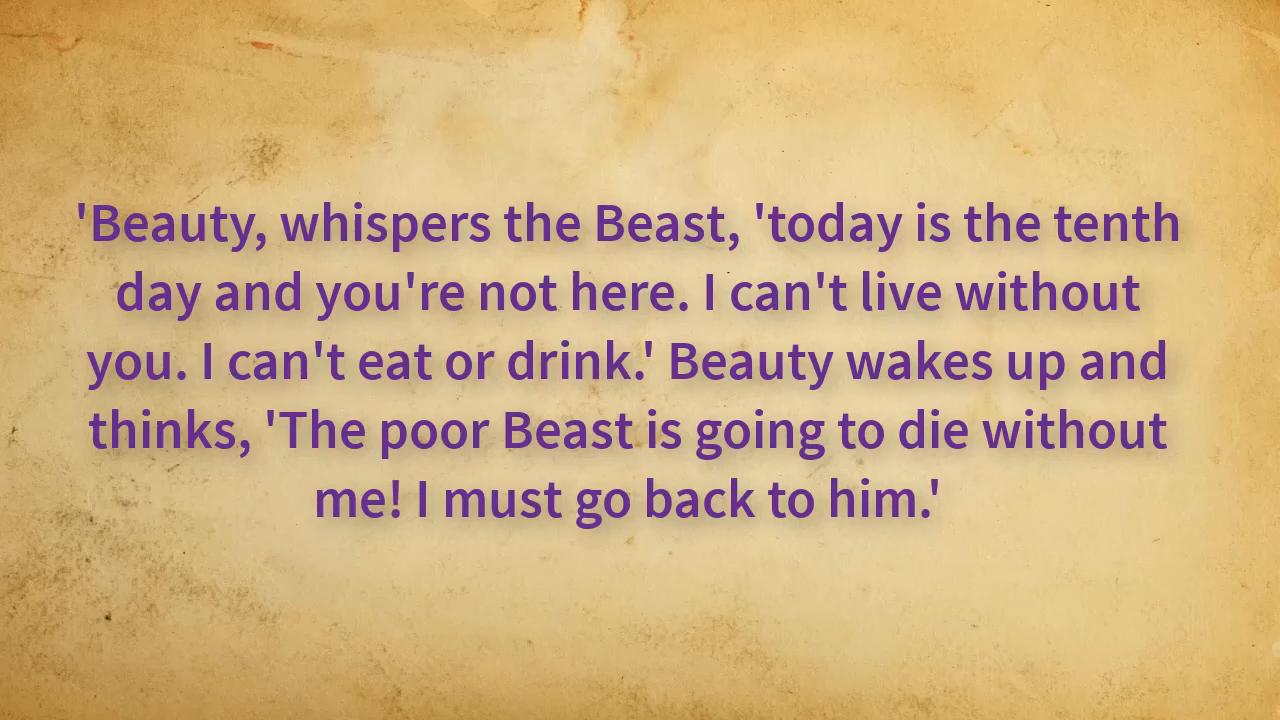 'Beauty, whispers the Beast, 'today is the tenth
day and you're not here. I can't live without
you. I can't eat or drink.' Beauty wakes up and
thinks, 'The poor Beast is going to die without
me! I must go back to him.'